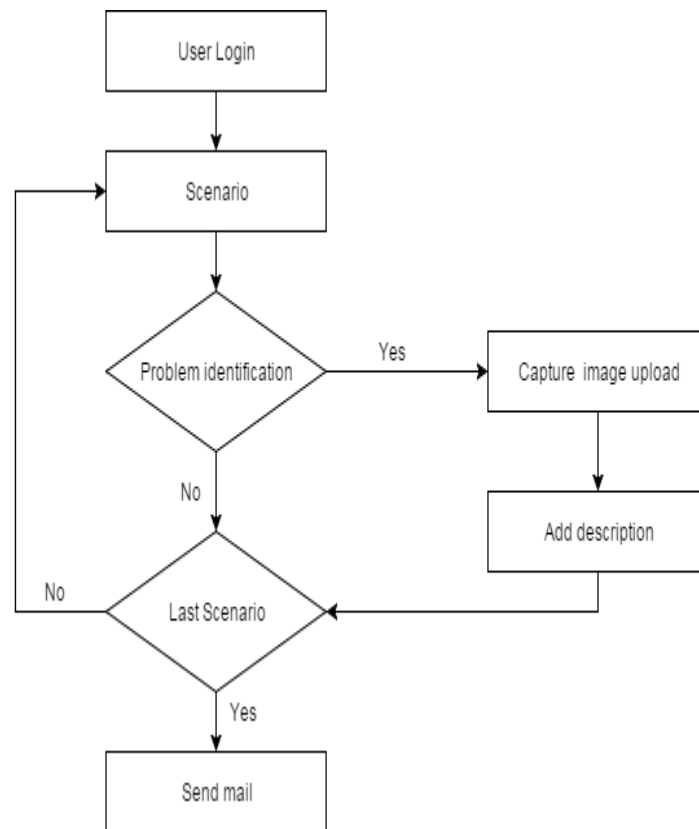 User Login
Scenario
Problem identification
Yes
Capture image upload
No
Add description
No
Last Scenario
Yes
Send mail